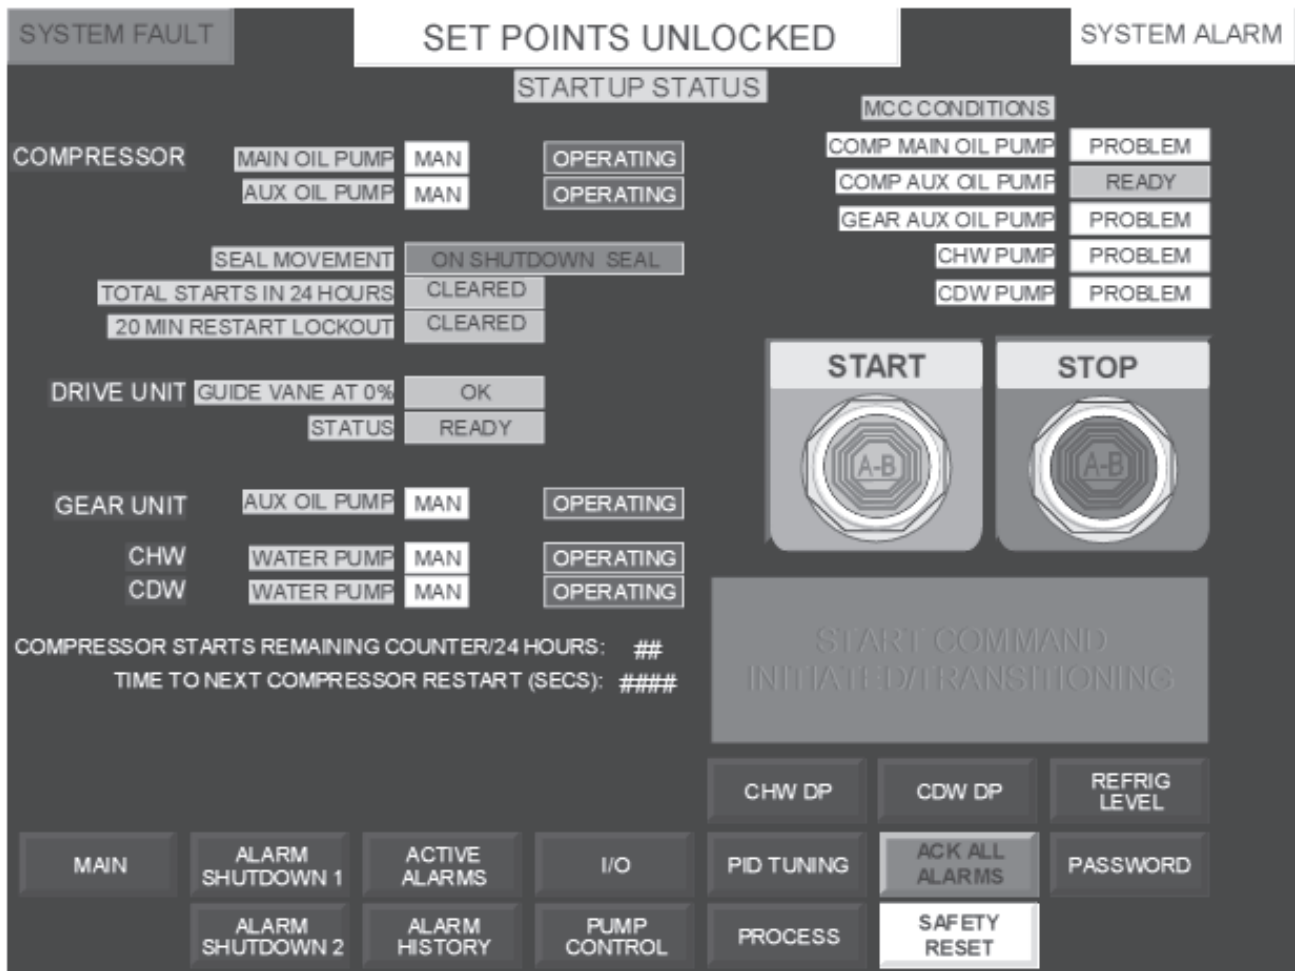 SYSTEM FAULT
SET POINTS UNLOCKED
SYSTEM ALARM
STARTUP STATUS
MCC CONDITIONS
COMPRESSOR MAIN OIL PUMP MAN OPERATING
AUX OIL PUMP MAN OPERATING
COMP MAIN OIL PUMP PROBLEM
COMP AUX OIL PUMP READY
GEAR AUX OIL PUMP PROBLEM
CHW PUMP PROBLEM
CDW PUMP PROBLEM
SEAL MOVEMENT ON SHUTDOWN SEAL
TOTAL STARTS IN 24 HOURS CLEARED
20 MIN RESTART LOCKOUT CLEARED
DRIVE UNIT GUIDE VANE AT 0% OK
STATUS READY
START
A-B
STOP
A-B
GEAR UNIT AUX OIL PUMP MAN OPERATING
CHW WATER PUMP MAN OPERATING
CDW WATER PUMP MAN OPERATING
COMPRESSOR STARTS REMAINING COUNTER/24 HOURS: ##
TIME TO NEXT COMPRESSOR RESTART (SECS): ####
START COMMAND
INITIATED/TRANSITIONING
CHW DP
CDW DP
REFRIG
LEVEL
MAIN
ALARM
SHUTDOWN 1
ACTIVE
ALARMS
I/O
PID TUNING
ACK ALL
ALARMS
PASSWORD
ALARM
SHUTDOWN 2
ALARM
HISTORY
PUMP
CONTROL
PROCESS
SAFETY
RESET